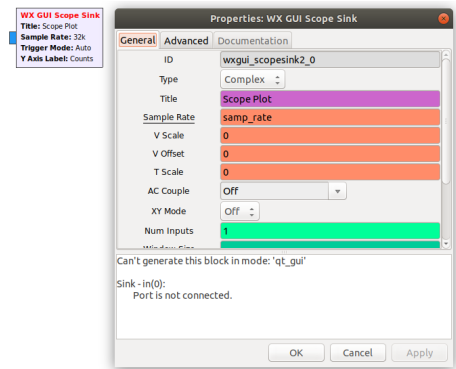 WX GUI Scope Sink
Title: Scope Plot
Sample Rate: 32k
Trigger Mode: Auto
Y Axis Label: Counts
Properties: WX GUI Scope Sink
General Advanced Documentation
ID wxgui_scopesink2_0
Type Complex
Title Scope Plot
Sample Rate samp_rate
V Scale 0
V Offset 0
T Scale 0
AC Couple Off
XY Mode Off
Num Inputs 1
Can't generate this block in mode: 'qt_gui'
Sink - in(0):
Port is not connected.
OK Cancel Apply